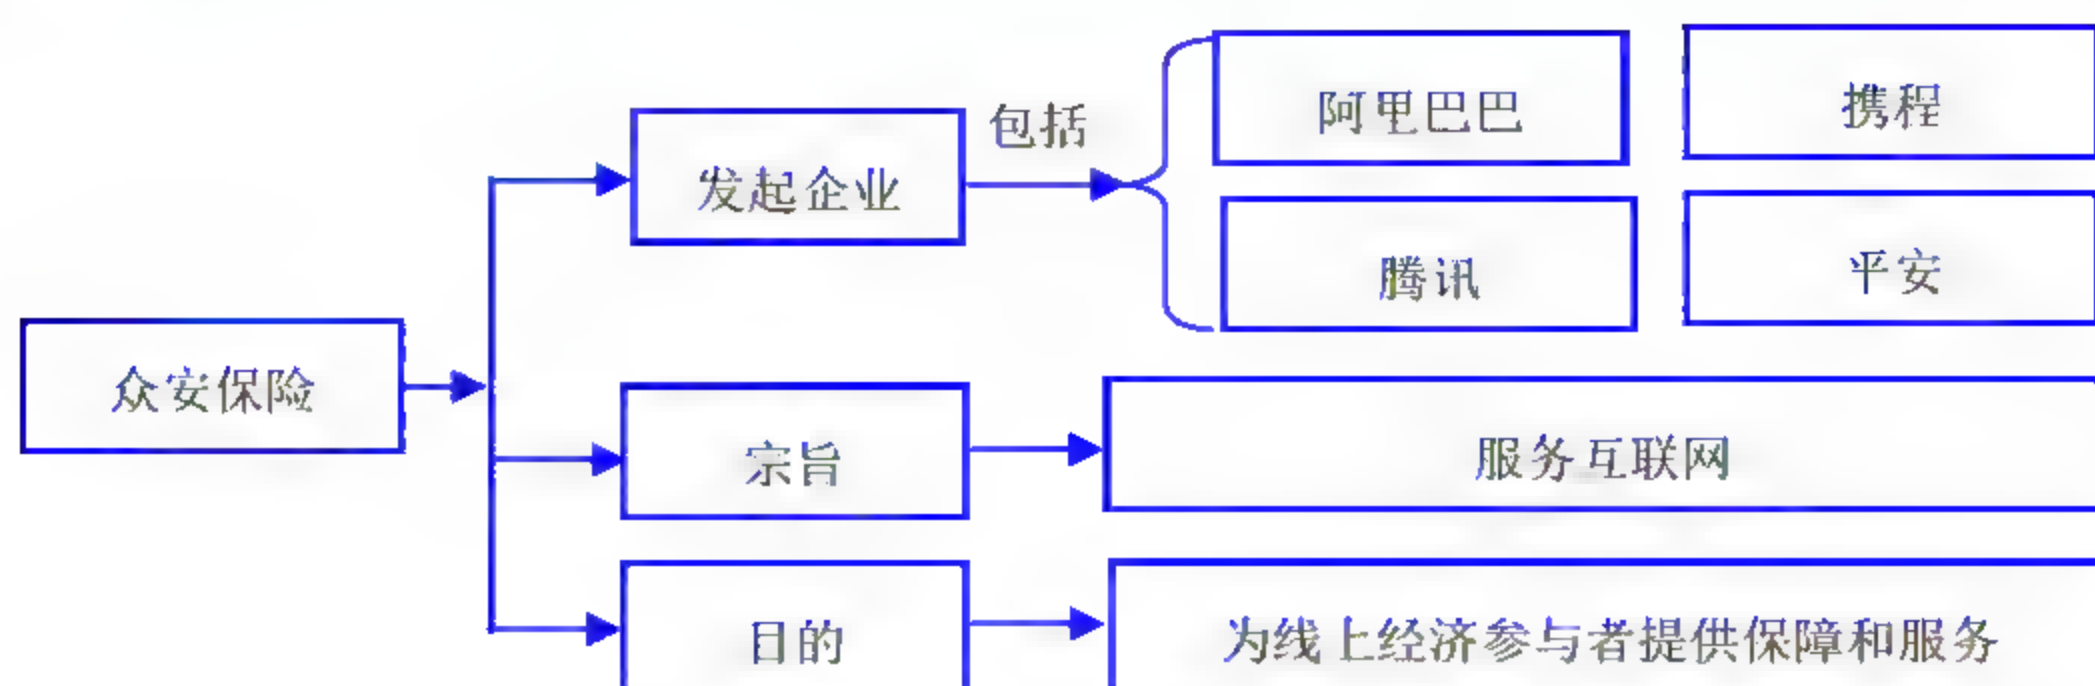 包括
阿里巴巴
携程
发起企业
腾讯
平安
众安保险
宗旨
服务互联网
目的
为线上经济参与者提供保障和服务